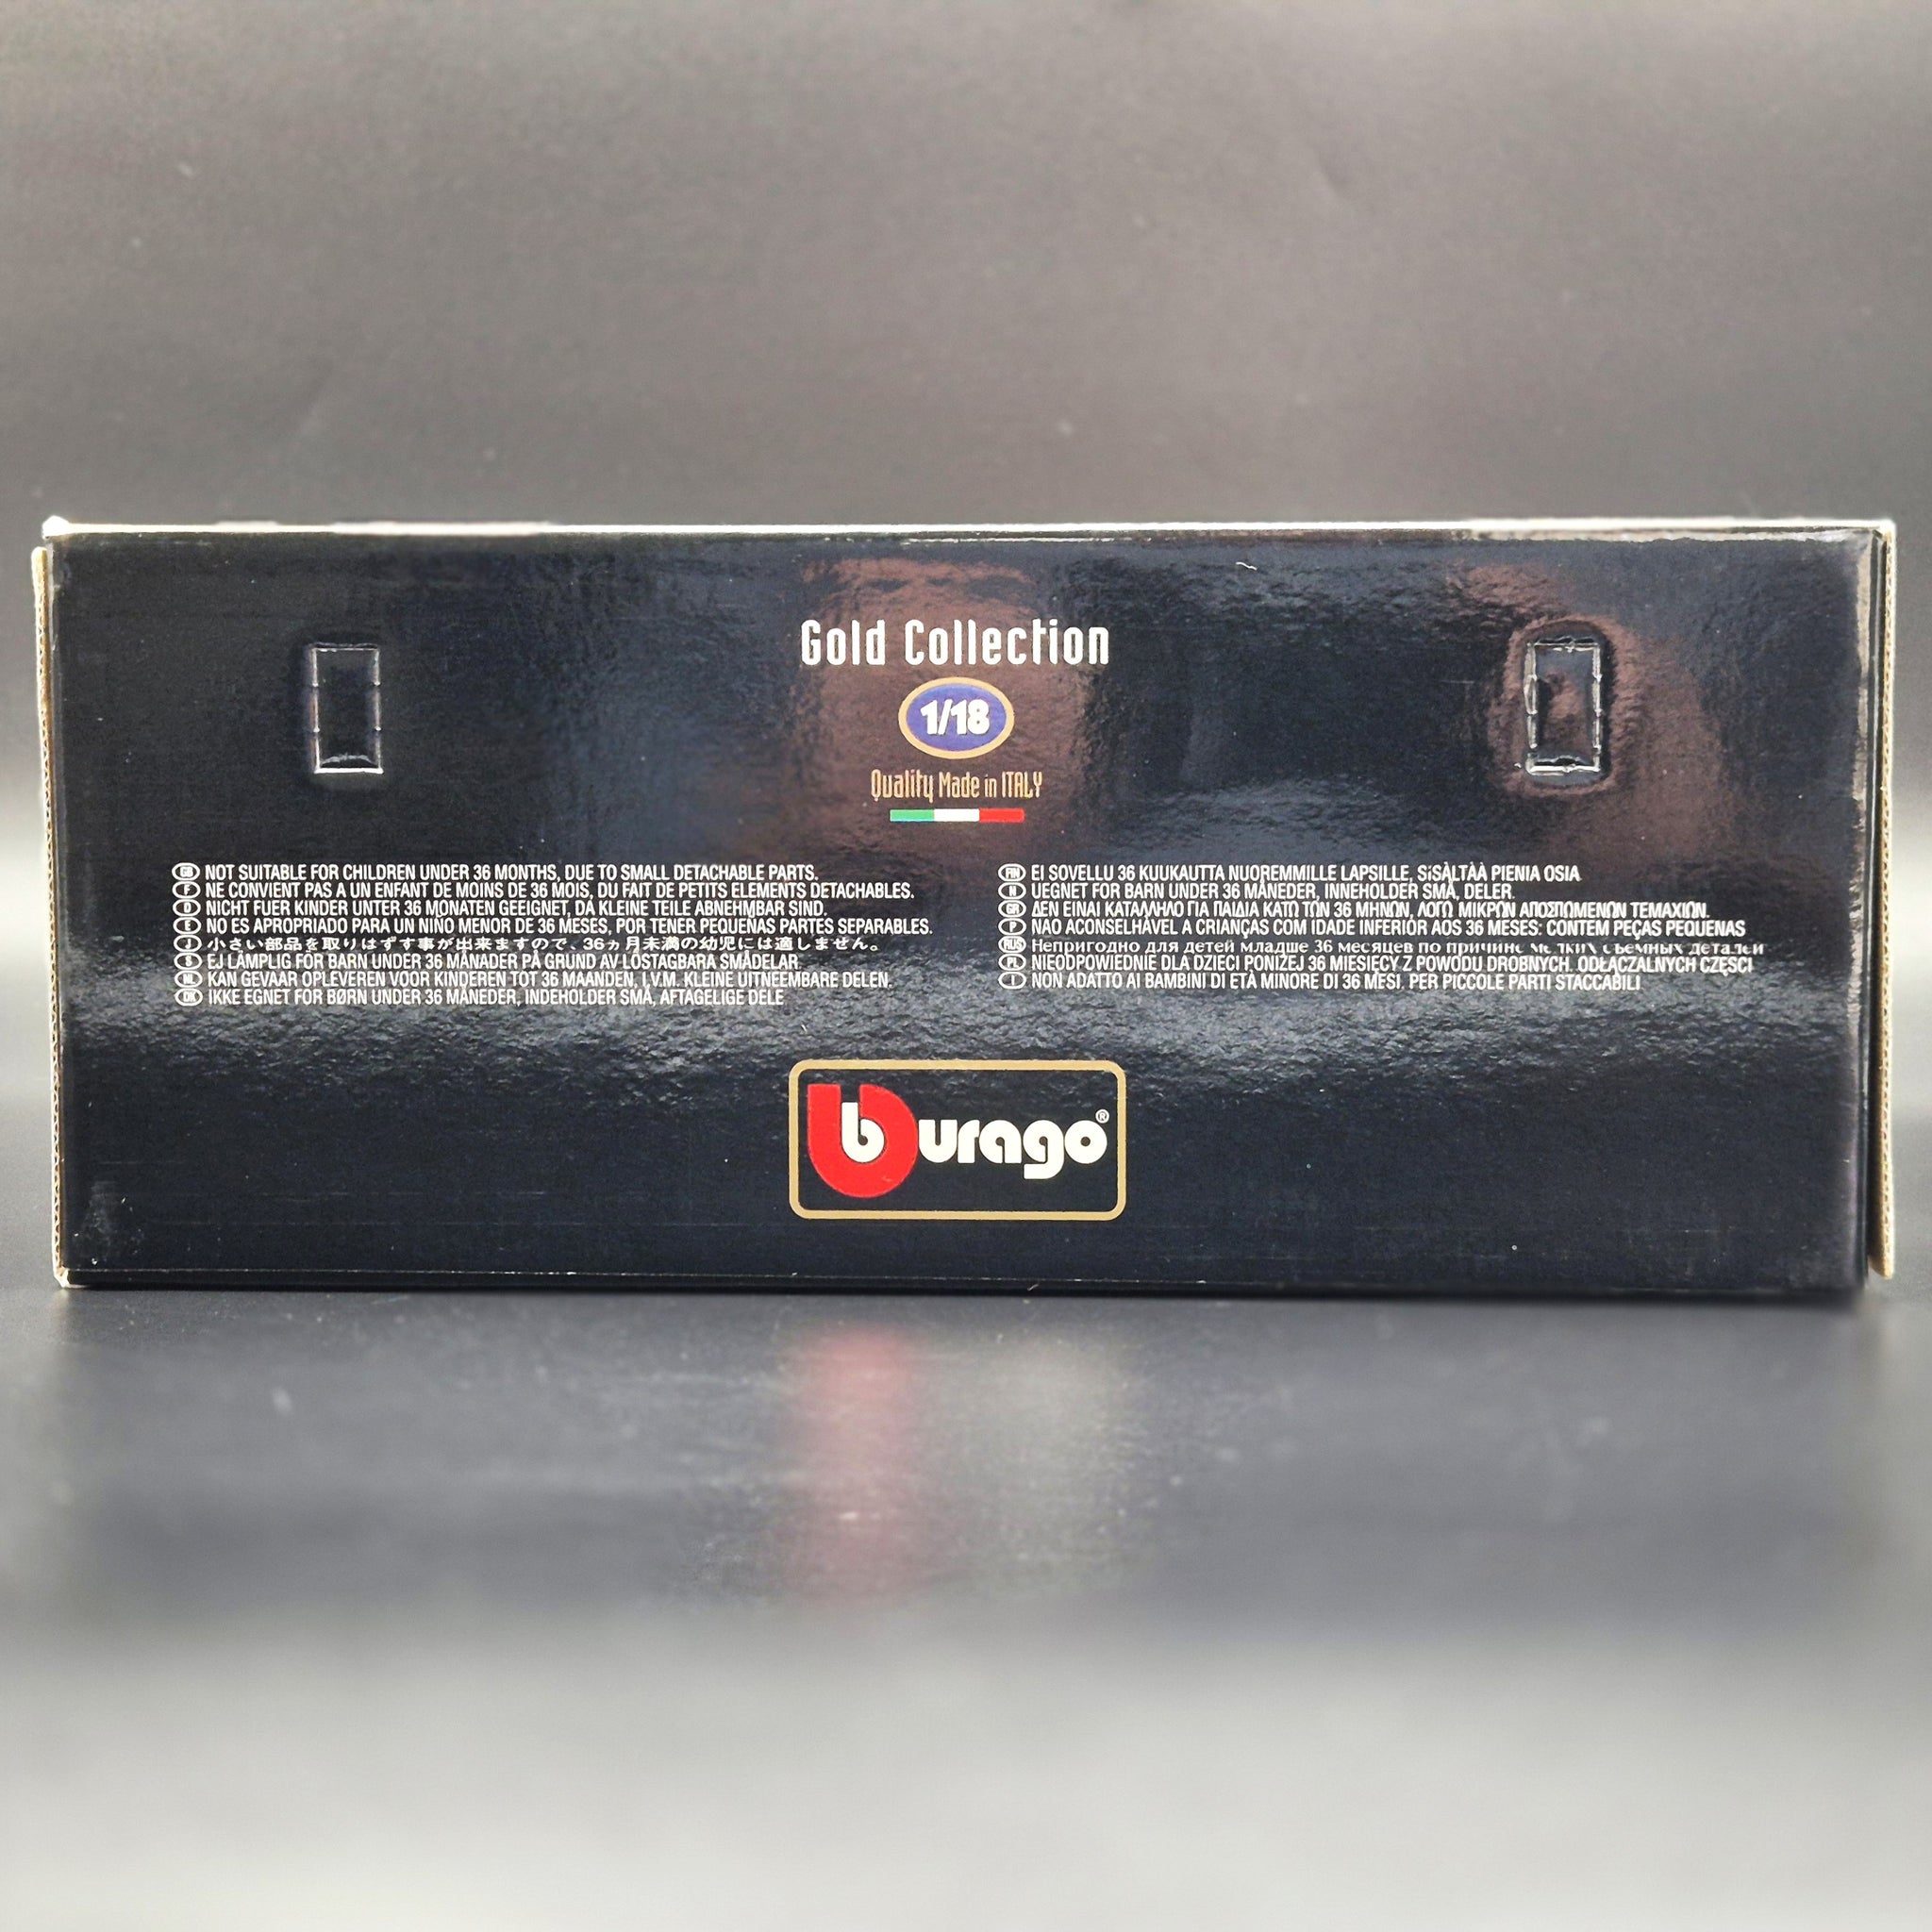 Gold Collection
1/18
Quality Made in ITALY
GB NOT SUITABLE FOR CHILDREN UNDER 36 MONTHS, DUE TO SMALL DETACHABLE PARTS.
F NE CONVIENT PAS A UN ENFANT DE MOINS DE 36 MOIS, DU FAIT DE PETITS ELEMENTS DETACHABLES.
D NICHT FUER KINDER UNTER 36 MONATEN GEEIGNET, DA KLEINE TEILE ABNEHMBAR SIND.
E NO ES APROPRIADO PARA UN NIÑO MENOR DE 36 MESES, POR TENER PEQUEÑAS PARTES SEPARABLES.
J 小さい部品を取りはずす事が出来ますので、36ヵ月未満の幼児には適しません。
S EJ LÄMPLIG FÖR BARN UNDER 36 MÅNADER PÅ GRUND AV LÖSTAGBARA SMÅDELAR
NL KAN GEVAAR OPLEVEREN VOOR KINDEREN TOT 36 MAANDEN, I.V.M. KLEINE UITNEEMBARE DELEN.
DK IKKE EGNET FOR BØRN UNDER 36 MÅNEDER, INDEHOLDER SMÅ, AFTAGELIGE DELE
FIN EI SOVELLU 36 KUUKAUTTA NUOREMMILLE LAPSILLE, SiSÀLTÀÀ PIENIA OSIA
N UEGNET FOR BARN UNDER 36 MÅNEDER, INNEHOLDER SMÅ, DELER.
GR ΔΕΝ ΕΙΝΑΙ ΚΑΤΑΛΛΗΛΟ ΓΙΑ ΠΑΙΔΙΑ ΚΑΤΩ ΤΩΝ 36 ΜΗΝΩΝ, ΛΟΓΩ ΜΙΚΡΩΝ ΑΠΟΣΠΩΜΕΝΩΝ ΤΕΜΑΧΙΩΝ.
P NAO ACONSELHÁVEL A CRIANÇAS COM IDADE INFERIOR AOS 36 MESES: CONTEM PEÇAS PEQUENAS
RUS Непригодно для детей младше 36 месяцев по причине мелких съемных деталей
PL NIEODPOWIEDNIE DLA DZIECI PONIŻEJ 36 MIESIĘCY Z POWODU DROBNYCH. ODŁĄCZALNYCH CZĘSCI
I NON ADATTO AI BAMBINI DI ETÀ MINORE DI 36 MESI. PER PICCOLE PARTI STACCABILI
burago®